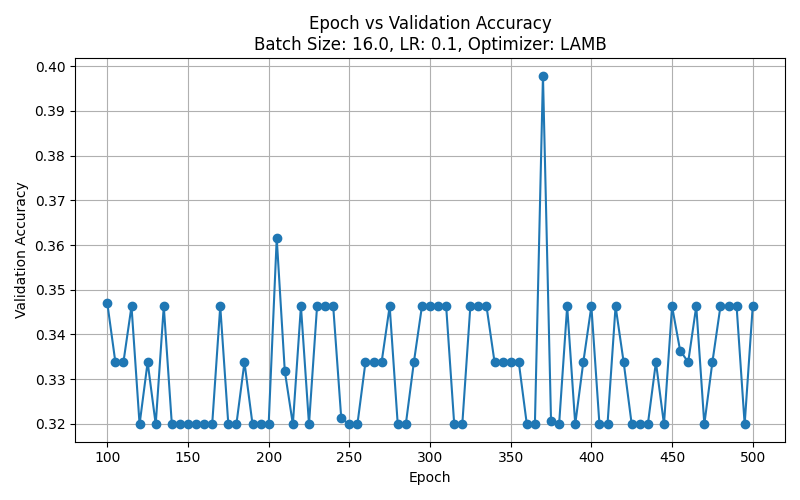 Epoch vs Validation Accuracy
Batch Size: 16.0, LR: 0.1, Optimizer: LAMB
0.40
0.39
0.38
0.37
0.36
0.35
0.34
0.33
0.32
Validation Accuracy
100 150 200 250 300 350 400 450 500
Epoch